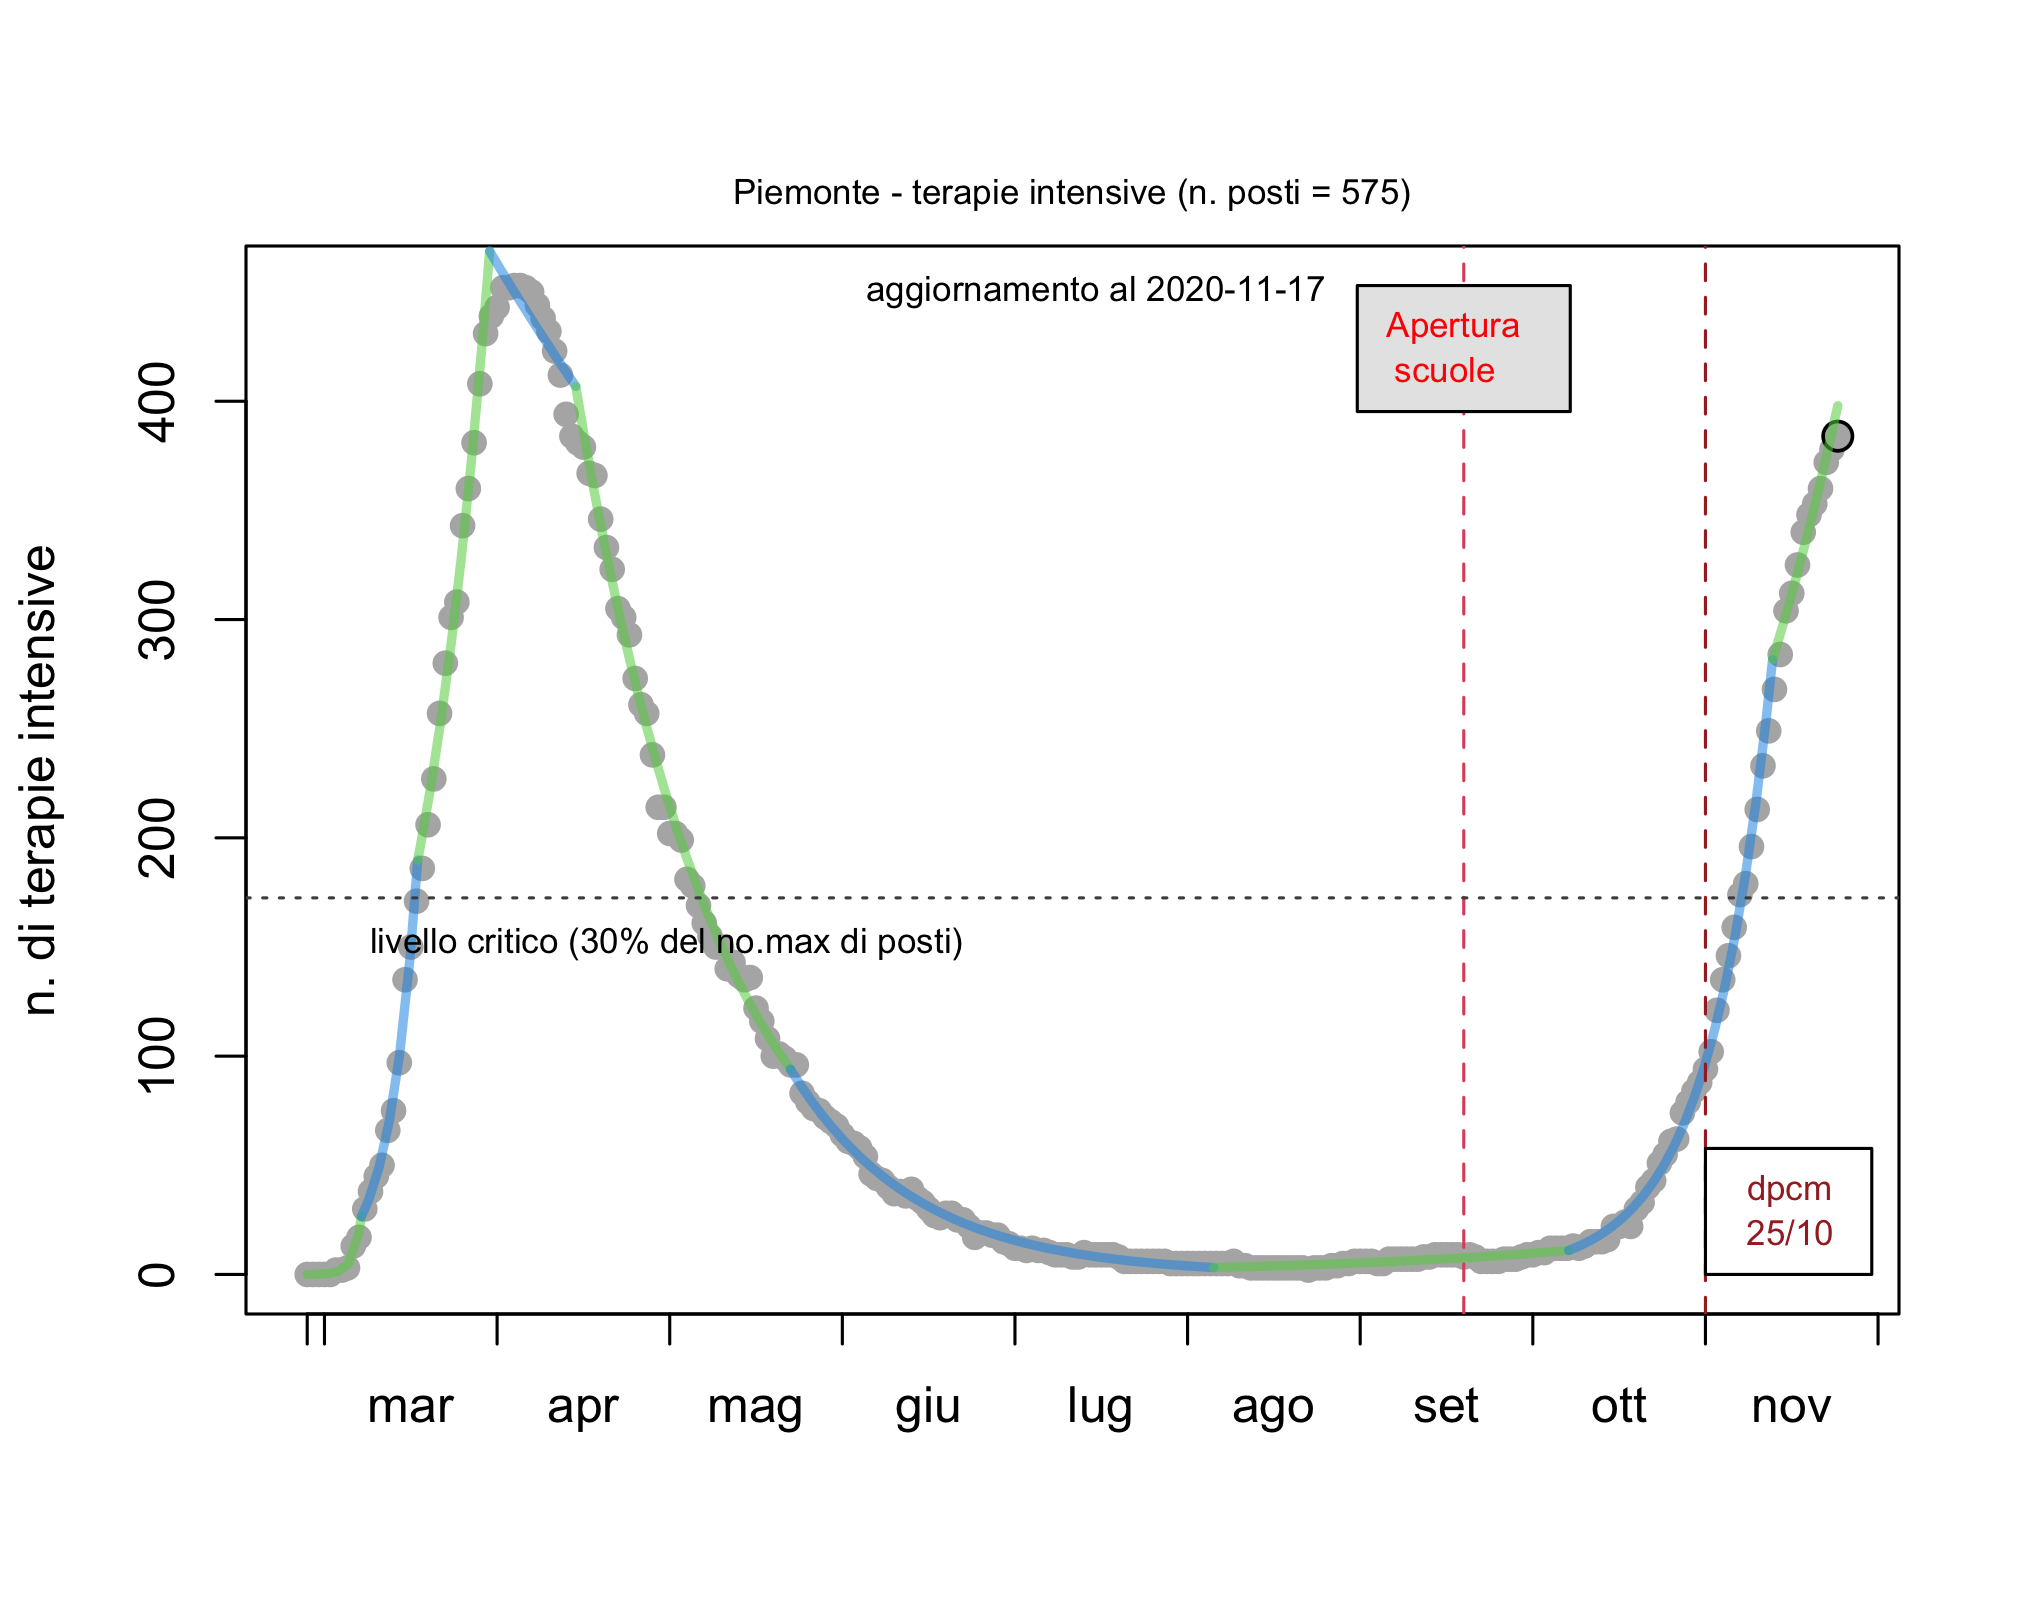 Piemonte - terapie intensive (n. posti = 575)
aggiornamento al 2020-11-17
Apertura
scuole
n. di terapie intensive
400
300
200
100
0
livello critico (30% del no.max di posti)
dpcm
25/10
mar apr mag giu lug ago set ott nov